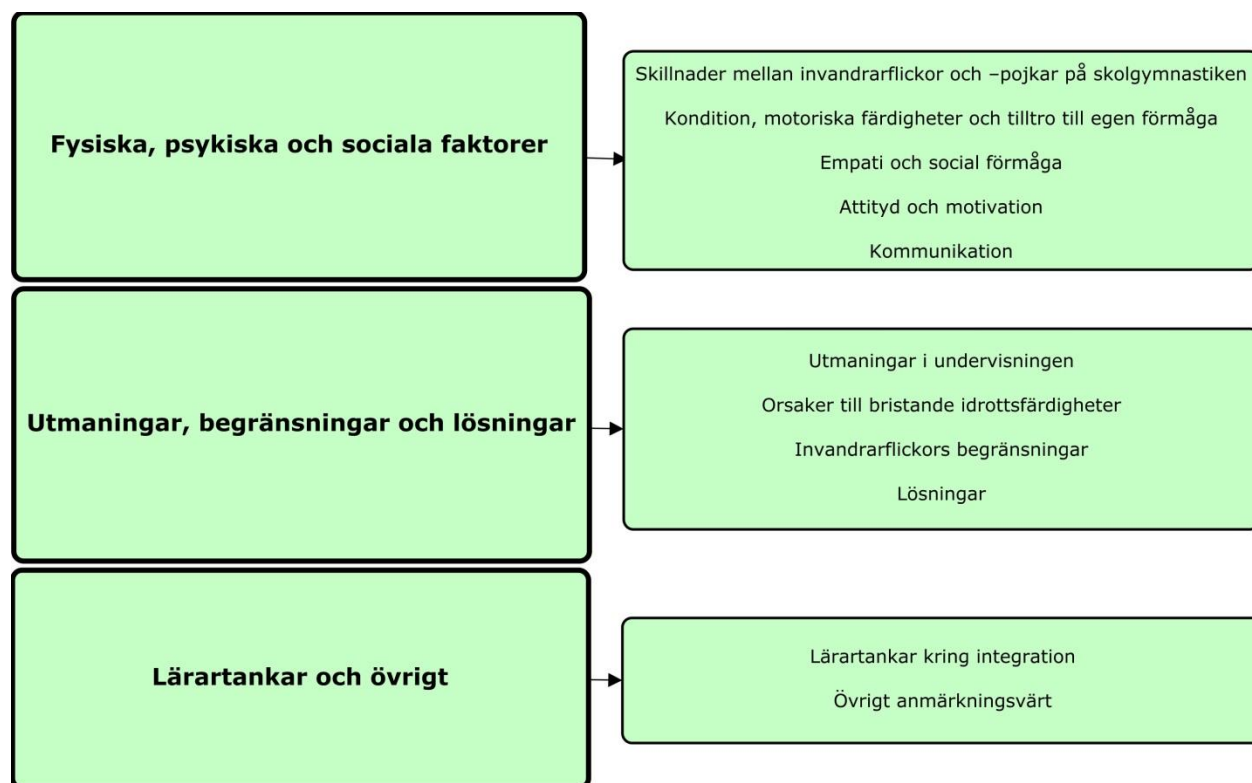 Fysiska, psykiska och sociala faktorer
Skillnader mellan invandrarflickor och –pojkar på skolgymnastiken
Kondition, motoriska färdigheter och tilltro till egen förmåga
Empati och social förmåga
Attityd och motivation
Kommunikation
Utmaningar, begränsningar och lösningar
Utmaningar i undervisningen
Orsaker till bristande idrottsfärdigheter
Invandrarflickors begränsningar
Lösningar
Lärartankar och övrigt
Lärartankar kring integration
Övrigt anmärkningsvärt